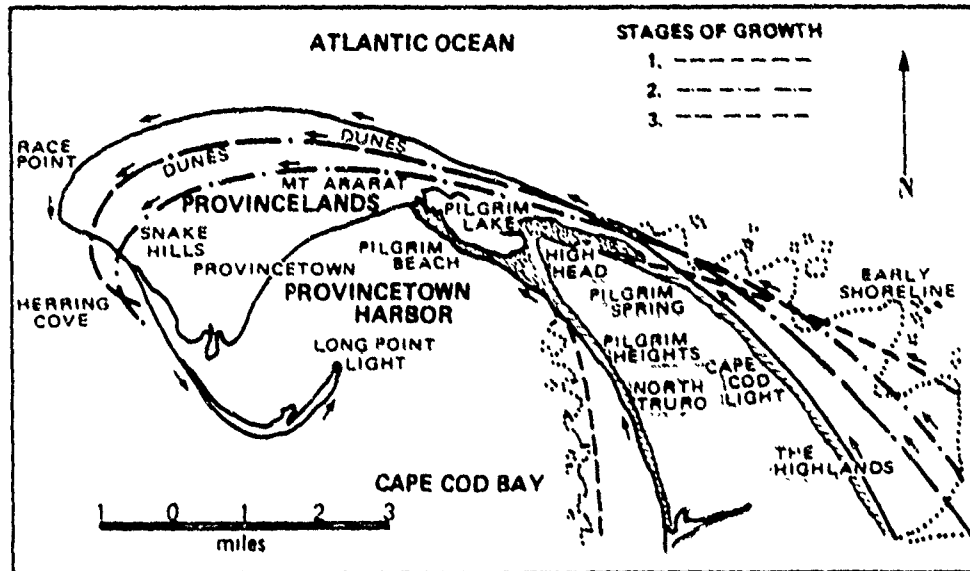 ATLANTIC OCEAN
STAGES OF GROWTH
1.
2.
3.
N
RACE
POINT
DUNES
DUNES
MT ARARAT
PROVINCELANDS
PILGRIM
LAKE
SNAKE
HILLS
PILGRIM
BEACH
HIGH
HEAD
EARLY
SHORELINE
PROVINCETOWN
PROVINCETOWN
HARBOR
PILGRIM
SPRING
HERRING
COVE
LONG POINT
LIGHT
PILGRIM
HEIGHTS
CAPE
COD
LIGHT
NORTH
TRURO
THE
HIGHLANDS
CAPE COD BAY
1 0 1 2 3
miles